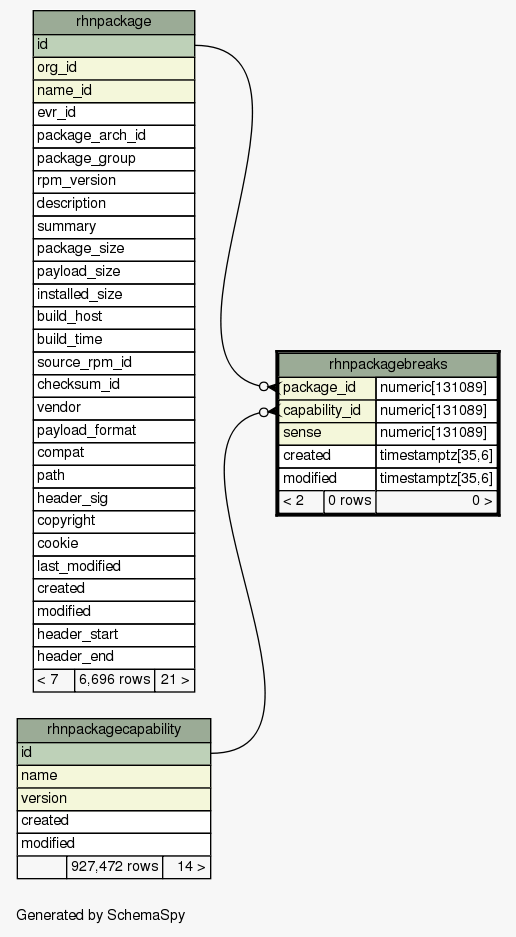 rhnpackage
id
org_id
name_id
evr_id
package_arch_id
package_group
rpm_version
description
summary
package_size
payload_size
installed_size
build_host
build_time
source_rpm_id
checksum_id
vendor
payload_format
compat
path
header_sig
copyright
cookie
last_modified
created
modified
header_start
header_end
< 7 6,696 rows 21 >
rhnpackagebreaks
package_id numeric[131089]
capability_id numeric[131089]
sense numeric[131089]
created timestamptz[35,6]
modified timestamptz[35,6]
< 2 0 rows 0 >
rhnpackagecapability
id
name
version
created
modified
927,472 rows 14 >
Generated by SchemaSpy